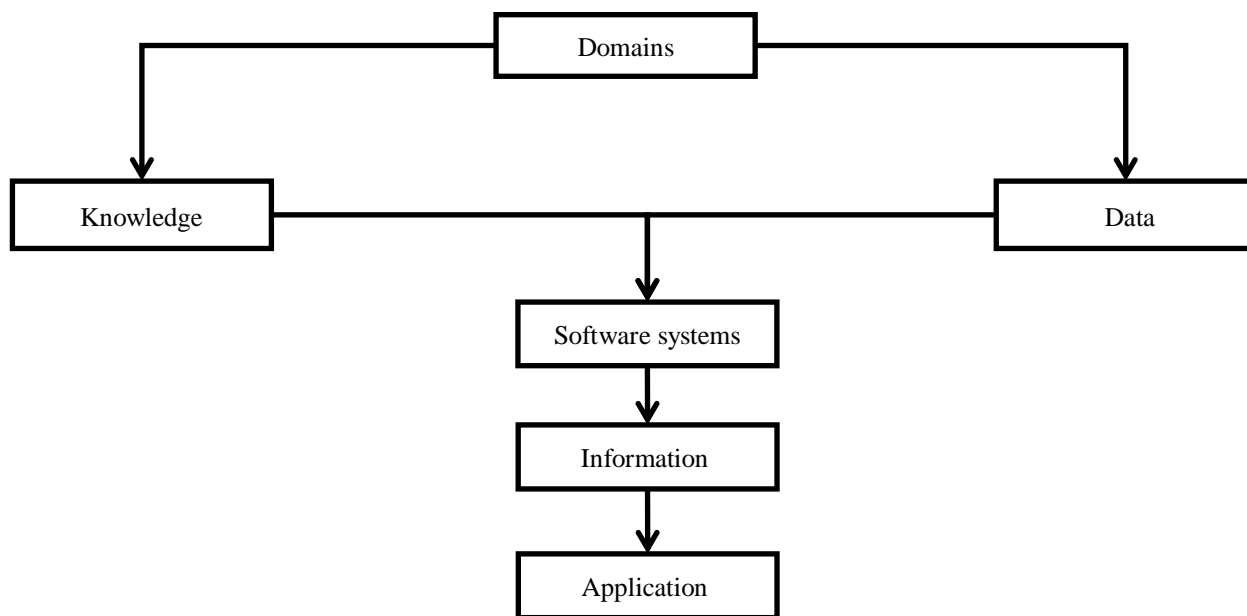 Domains
Knowledge
Data
Software systems
Information
Application